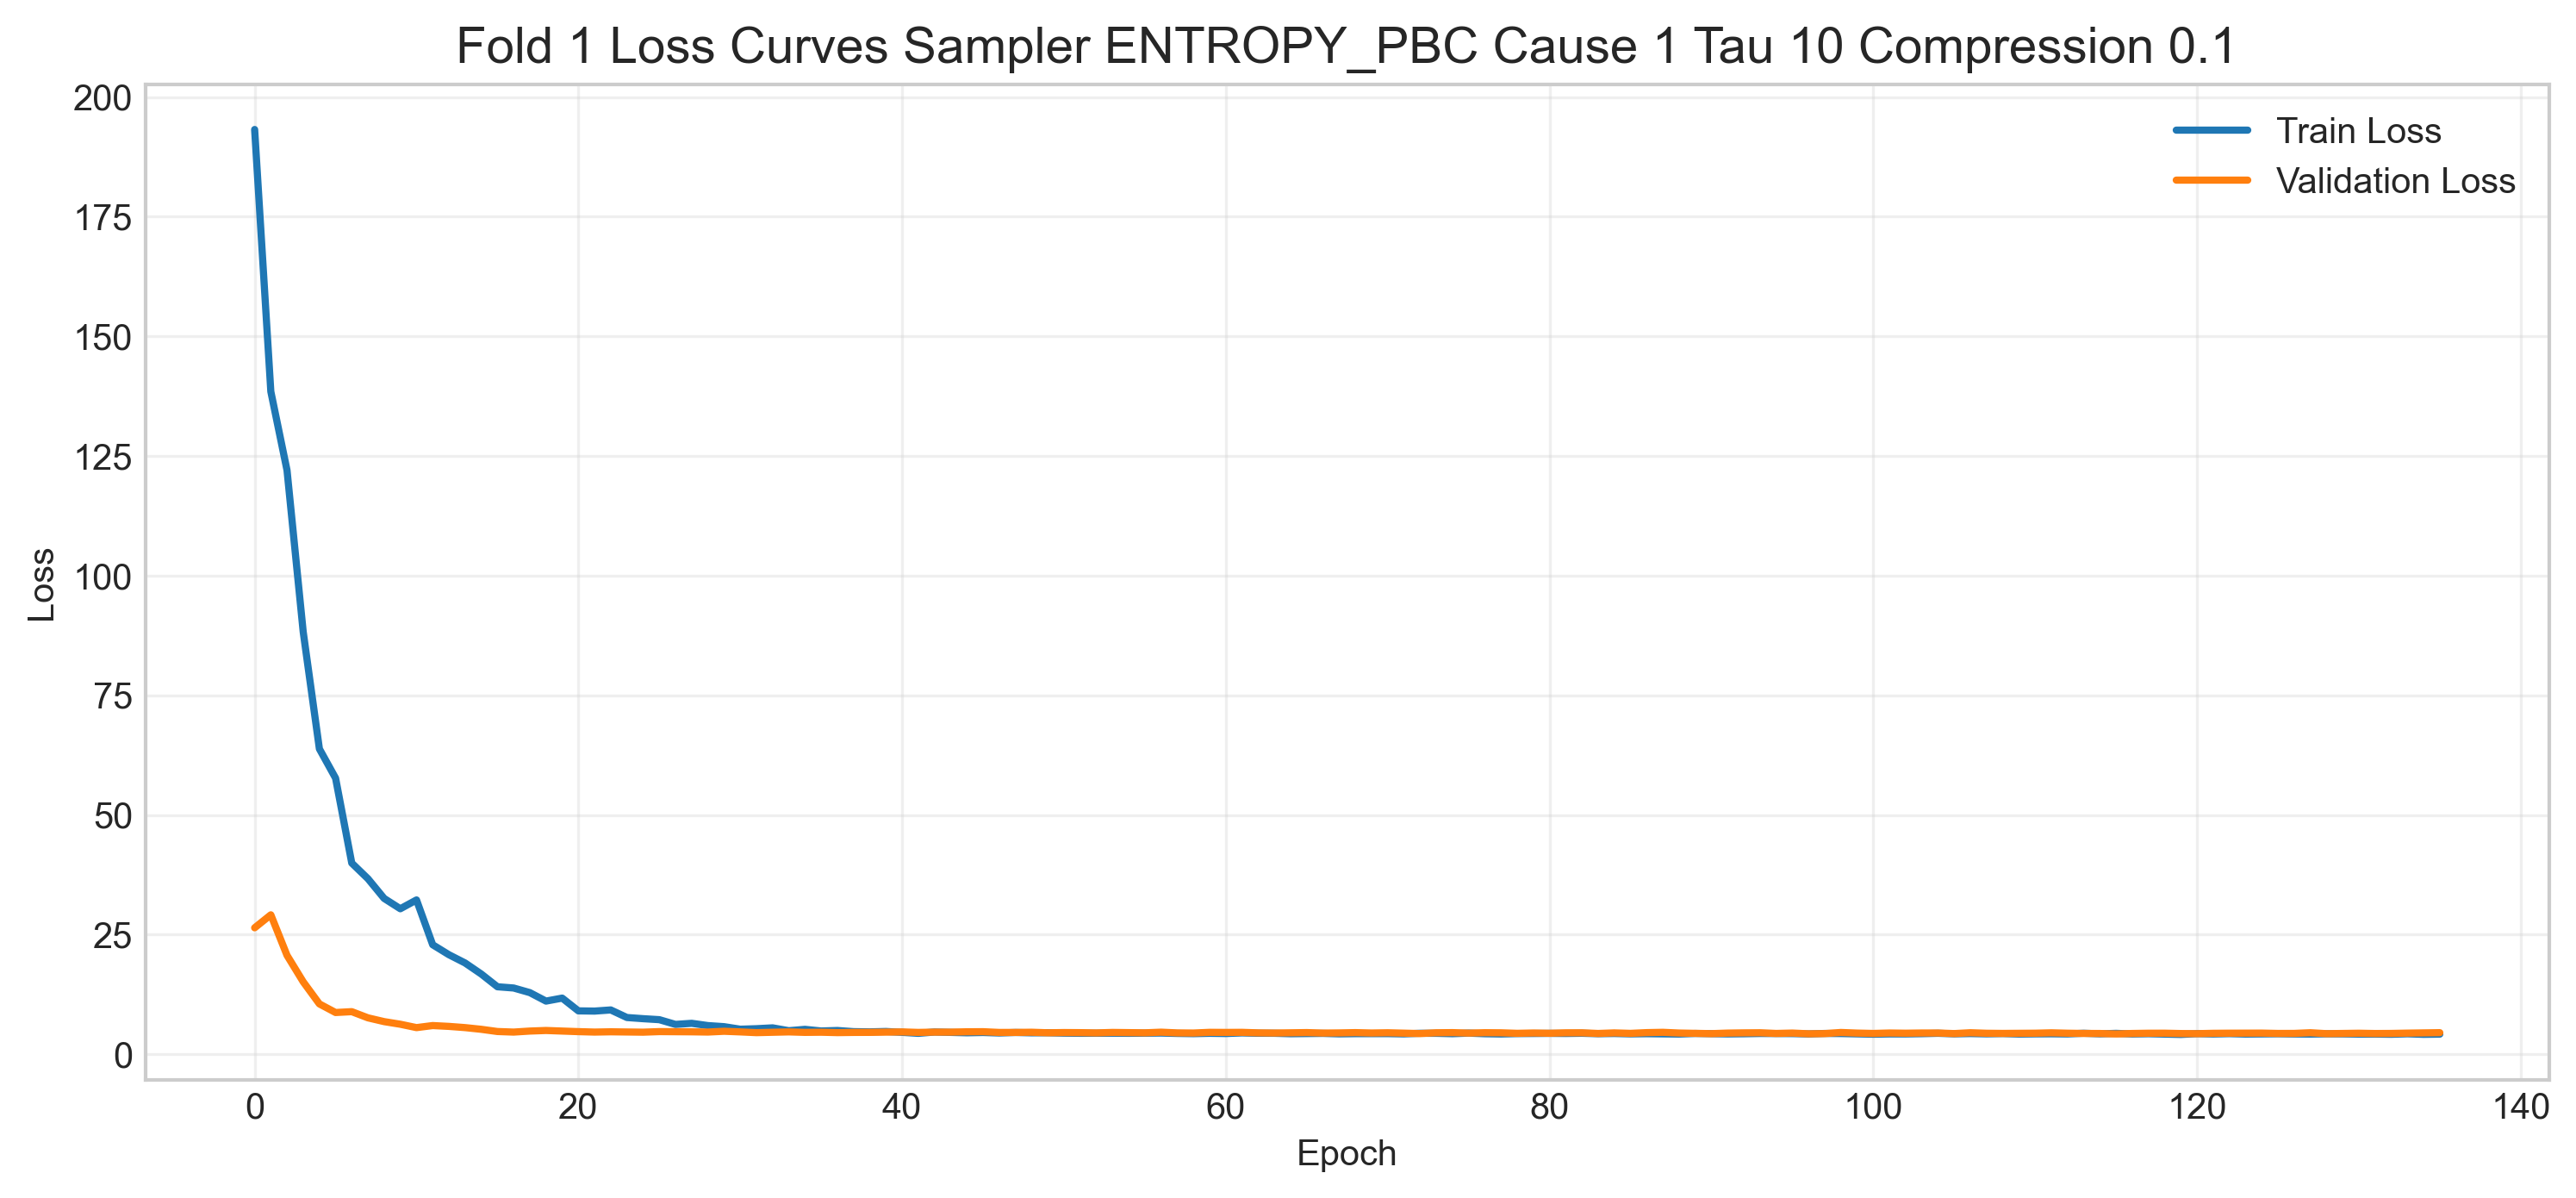 Fold 1 Loss Curves Sampler ENTROPY_PBC Cause 1 Tau 10 Compression 0.1
Train Loss
Validation Loss
Loss
200
175
150
125
100
75
50
25
0
0 20 40 60 80 100 120 140
Epoch